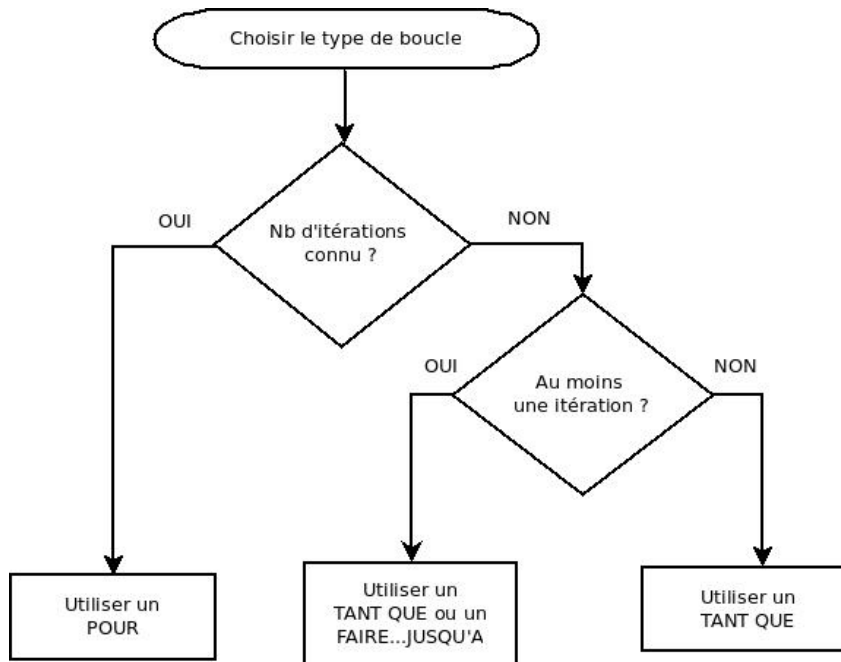 Choisir le type de boucle
OUI
Nb d'itérations
connu ?
NON
OUI
Au moins
une itération ?
NON
Utiliser un
POUR
Utiliser un
TANT QUE ou un
FAIRE...JUSQU'A
Utiliser un
TANT QUE